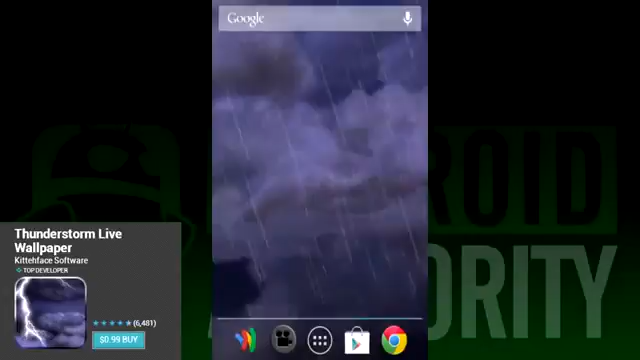 Google
Thunderstorm Live
Wallpaper
Kittehface Software
TOP DEVELOPER
(6,481)
$0.99 BUY
ROID
ORITY